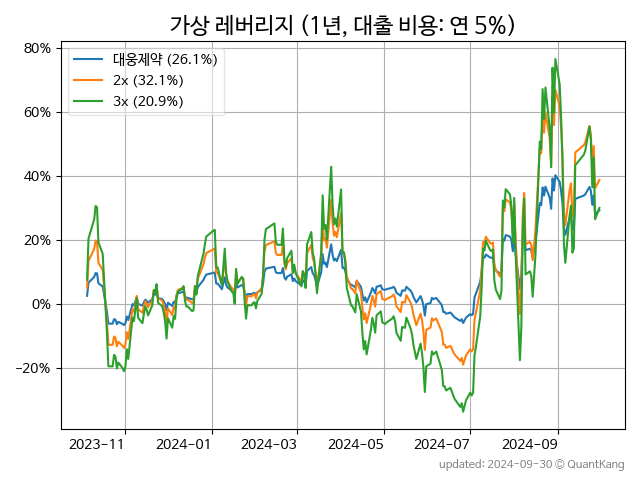 가상 레버리지 (1년, 대출 비용: 연 5%)
80%
60%
40%
20%
0%
−20%
대웅제약 (26.1%)
2x (32.1%)
3x (20.9%)
2023-11
2024-01
2024-03
2024-05
2024-07
2024-09
updated: 2024-09-30 © QuantKang